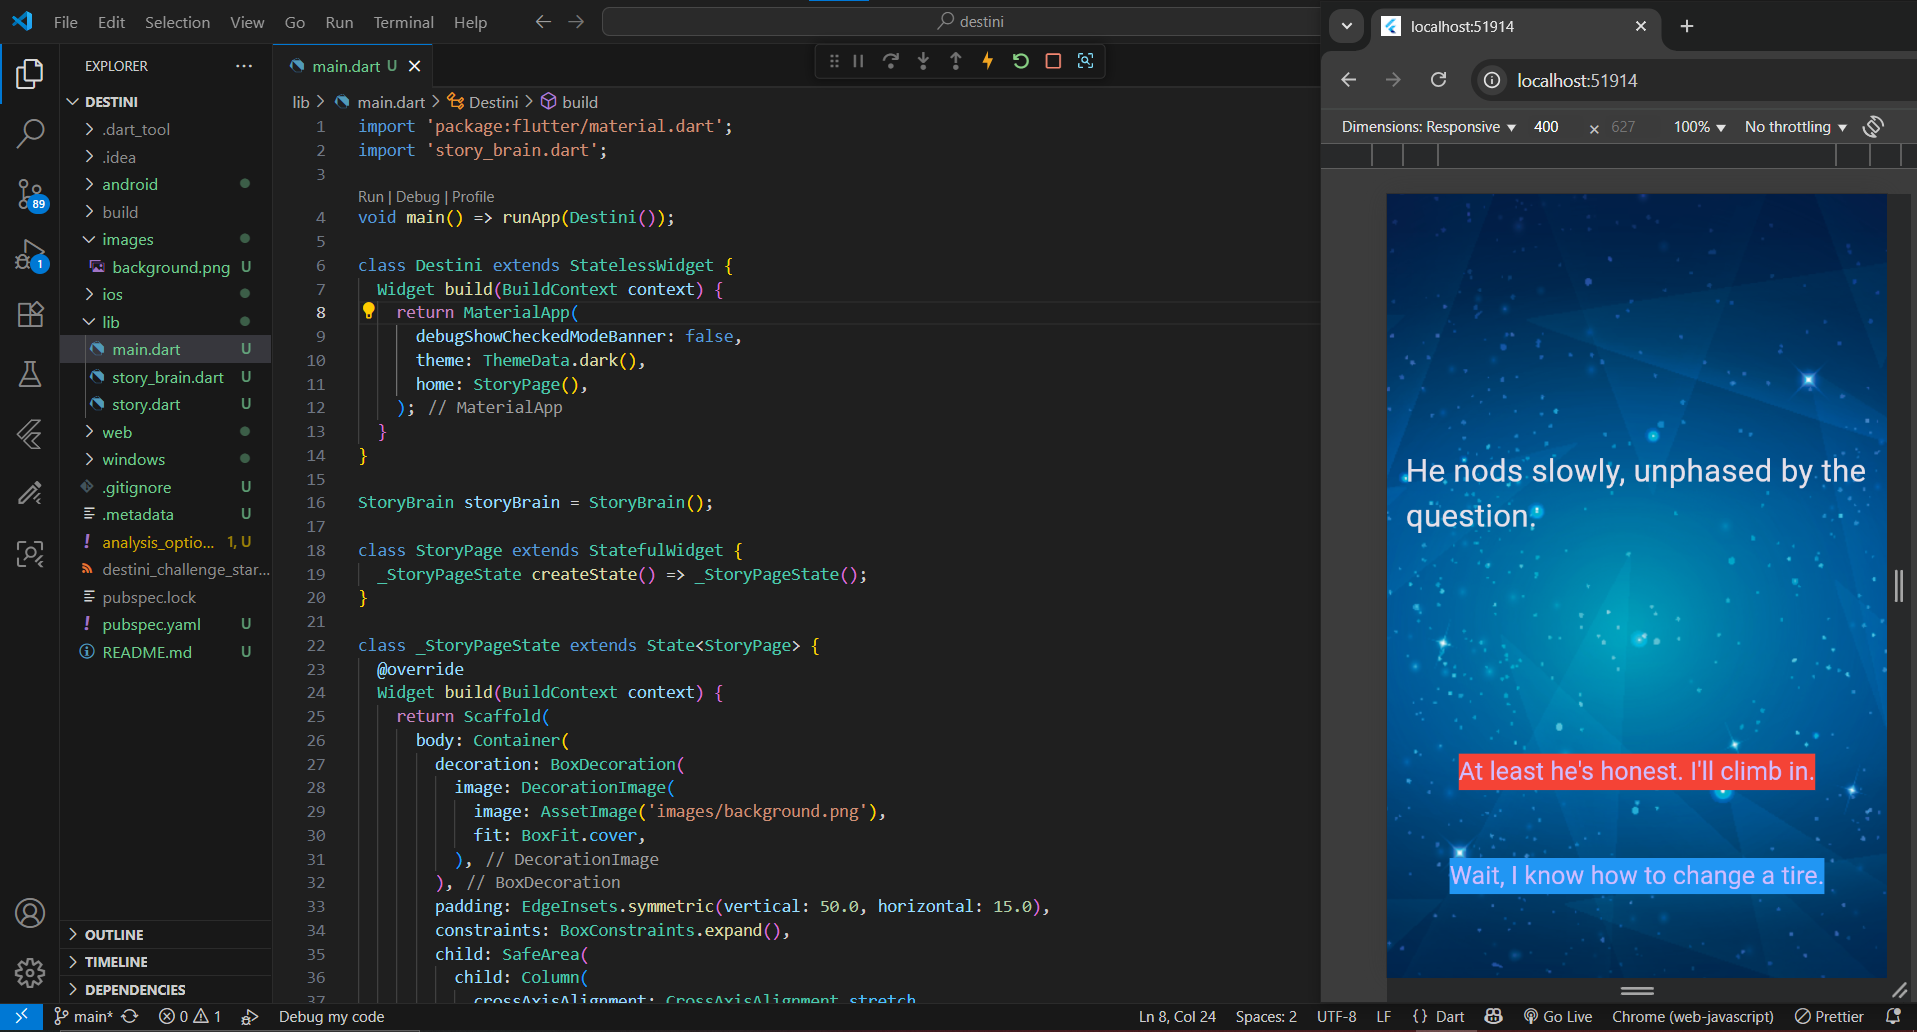 File Edit Selection View Go Run Terminal Help
destini
EXPLORER
DESTINI
.dart_tool
.idea
android
build
images
background.png U
ios
lib
main.dart U
story_brain.dart U
story.dart U
web
windows
.gitignore U
.metadata U
analysis_optio... 1, U
destini_challenge_star...
pubspec.lock
pubspec.yaml U
README.md U
OUTLINE
TIMELINE
DEPENDENCIES
89
1
main.dart U
lib > main.dart > Destini > build
1 import 'package:flutter/material.dart';
2 import 'story_brain.dart';
3
Run | Debug | Profile
4 void main() => runApp(Destini());
5
6 class Destini extends StatelessWidget {
7 Widget build(BuildContext context) {
8 return MaterialApp(
9 debugShowCheckedModeBanner: false,
10 theme: ThemeData.dark(),
11 home: StoryPage(),
12 ); // MaterialApp
13 }
14 }
15
16 StoryBrain storyBrain = StoryBrain();
17
18 class StoryPage extends StatefulWidget {
19 _StoryPageState createState() => _StoryPageState();
20 }
21
22 class _StoryPageState extends State<StoryPage> {
23 @override
24 Widget build(BuildContext context) {
25 return Scaffold(
26 body: Container(
27 decoration: BoxDecoration(
28 image: DecorationImage(
29 image: AssetImage('images/background.png'),
30 fit: BoxFit.cover,
31 ), // DecorationImage
32 ), // BoxDecoration
33 padding: EdgeInsets.symmetric(vertical: 50.0, horizontal: 15.0),
34 constraints: BoxConstraints.expand(),
35 child: SafeArea(
36 child: Column(
37 crossAxisAlignment: CrossAxisAlignment.stretch
localhost:51914
localhost:51914
Dimensions: Responsive 400 × 627 100% No throttling
He nods slowly, unphased by the
question.
At least he's honest. I'll climb in.
Wait, I know how to change a tire.
main* 0 1 Debug my code Ln 8, Col 24 Spaces: 2 UTF-8 LF {} Dart Go Live Chrome (web-javascript) Prettier